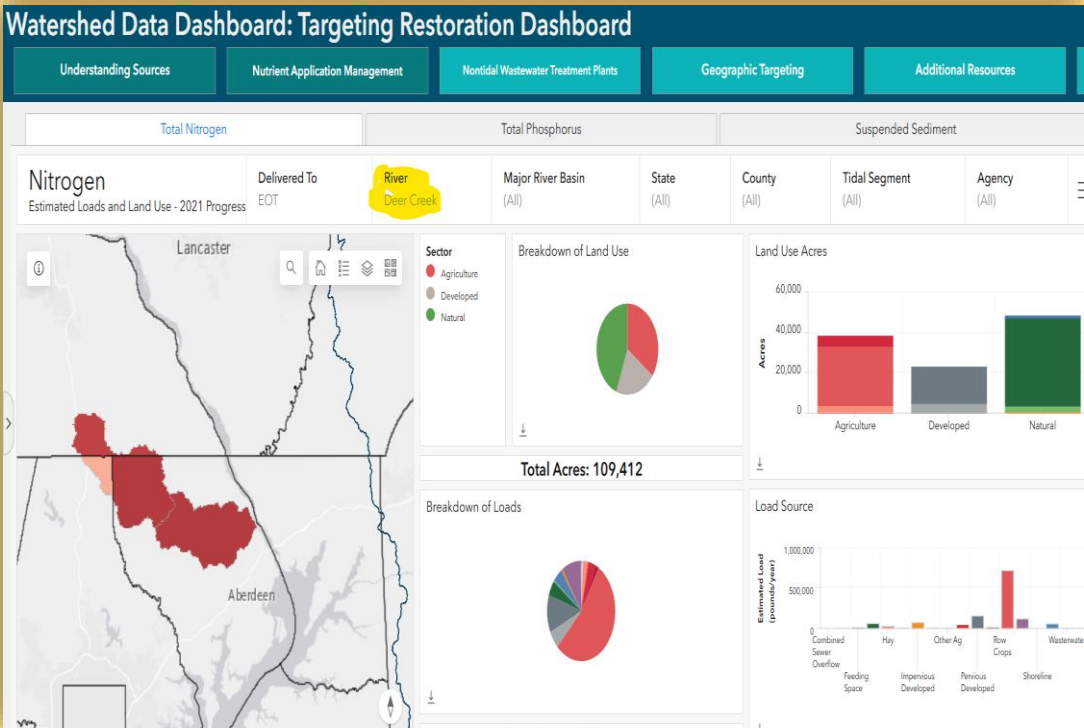 Watershed Data Dashboard: Targeting Restoration Dashboard
Understanding Sources
Nutrient Application Management
Nontidal Wastewater Treatment Plants
Geographic Targeting
Additional Resources
Total Nitrogen
Total Phosphorus
Suspended Sediment
Nitrogen
Estimated Loads and Land Use - 2021 Progress
Delivered To
EOT
River
Deer Creek
Major River Basin
(All)
State
(All)
County
(All)
Tidal Segment
(All)
Agency
(All)
Lancaster
Aberdeen
Sector
Agriculture
Developed
Natural
Breakdown of Land Use
Land Use Acres
60,000
40,000
20,000
0
Acres
Agriculture
Developed
Natural
Total Acres: 109,412
Breakdown of Loads
Load Source
1,000,000
500,000
0
Estimated Load
(pounds/year)
Combined
Sewer
Overflow
Feeding
Space
Hay
Impervious
Developed
Other Ag
Pervious
Developed
Row
Crops
Shoreline
Wastewate